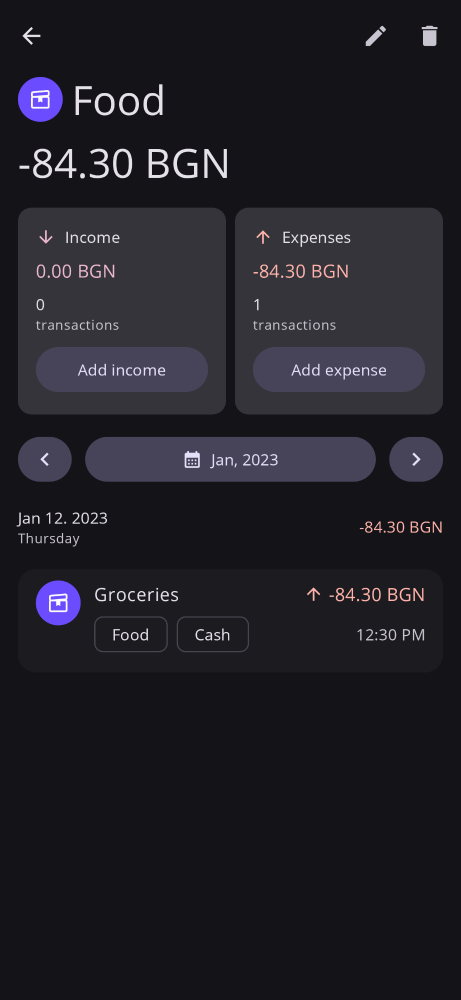 Food
-84.30 BGN
Income
0.00 BGN
0
transactions
Add income
Expenses
-84.30 BGN
1
transactions
Add expense
Jan, 2023
Jan 12. 2023
Thursday
-84.30 BGN
Groceries
-84.30 BGN
Food
Cash
12:30 PM